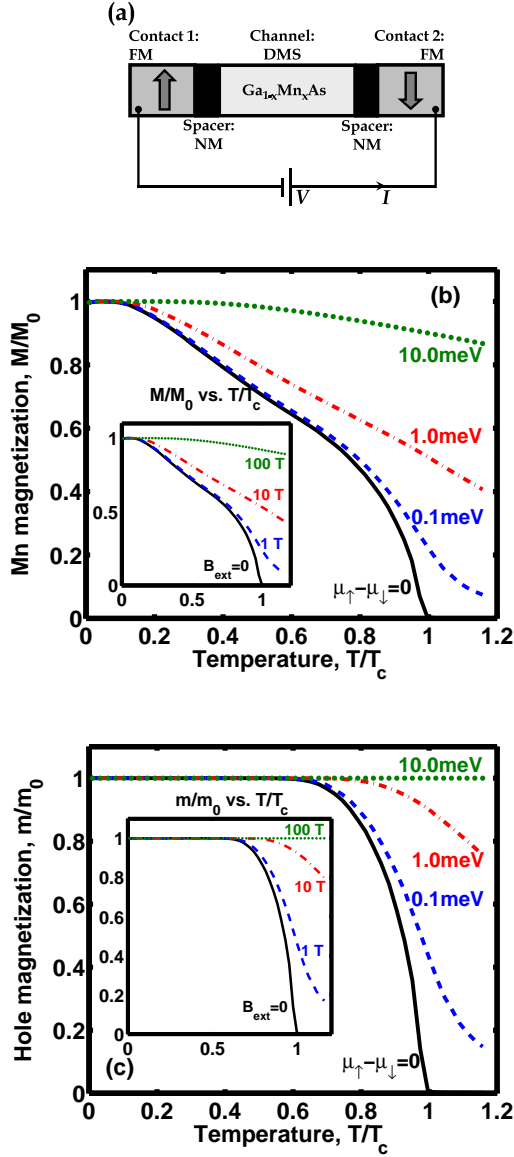 (a)
Contact 1:
FM
Channel:
DMS
Contact 2:
FM
Ga1-xMnxAs
Spacer:
NM
Spacer:
NM
V
I
(b)
Mn magnetization, M/M0
1
0.8
0.6
0.4
0.2
0
0
0.2
0.4
0.6
0.8
1
1.2
Temperature, T/Tc
10.0meV
1.0meV
0.1meV
μ↑−μ↓=0
M/M0 vs. T/Tc
1
0.5
0
0
0.5
1
100 T
10 T
1 T
Bext=0
(c)
Hole magnetization, m/m0
1
0.8
0.6
0.4
0.2
0
0
0.2
0.4
0.6
0.8
1
1.2
Temperature, T/Tc
10.0meV
1.0meV
0.1meV
μ↑−μ↓=0
m/m0 vs. T/Tc
1
0.8
0.6
0.4
0.2
0
0
0.5
1
100 T
10 T
1 T
Bext=0